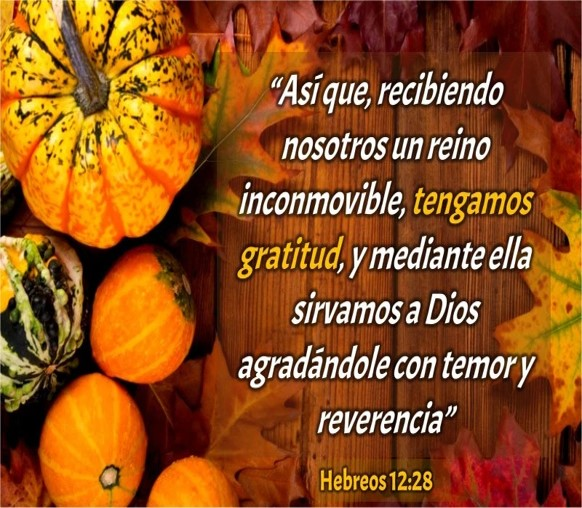 “Así que, recibiendo
nosotros un reino
inconmovible, tengamos
gratitud, y mediante ella
sirvamos a Dios
agradándole con temor y
reverencia”
Hebreos 12:28